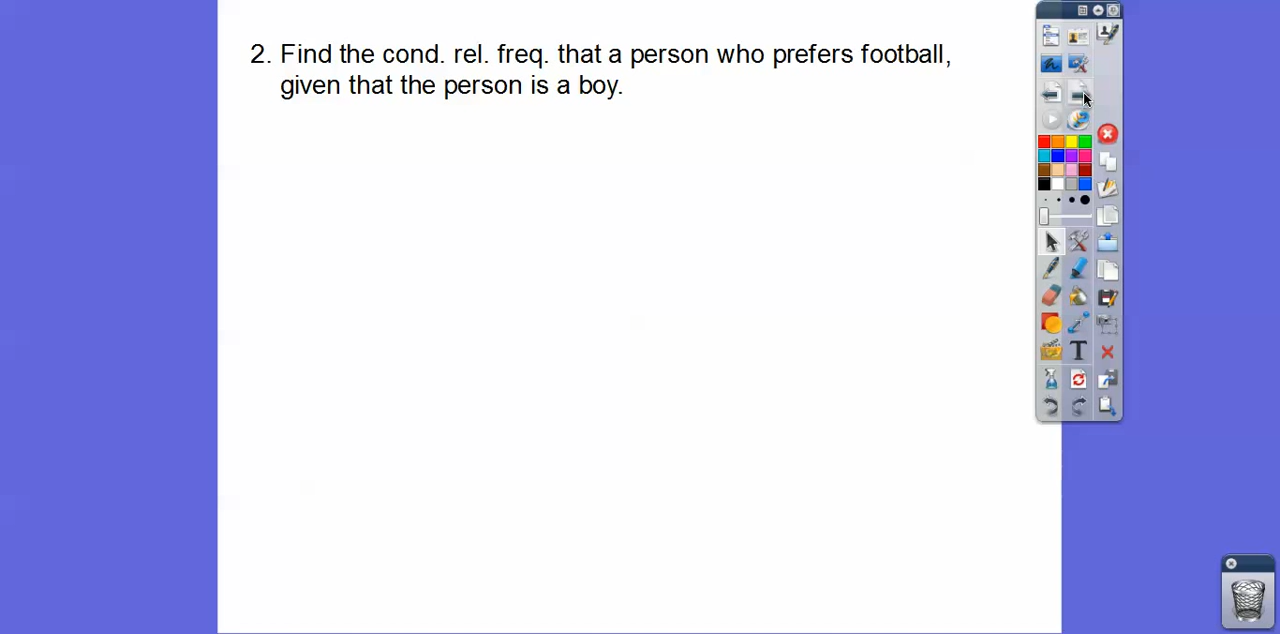 2. Find the cond. rel. freq. that a person who prefers football,
given that the person is a boy.